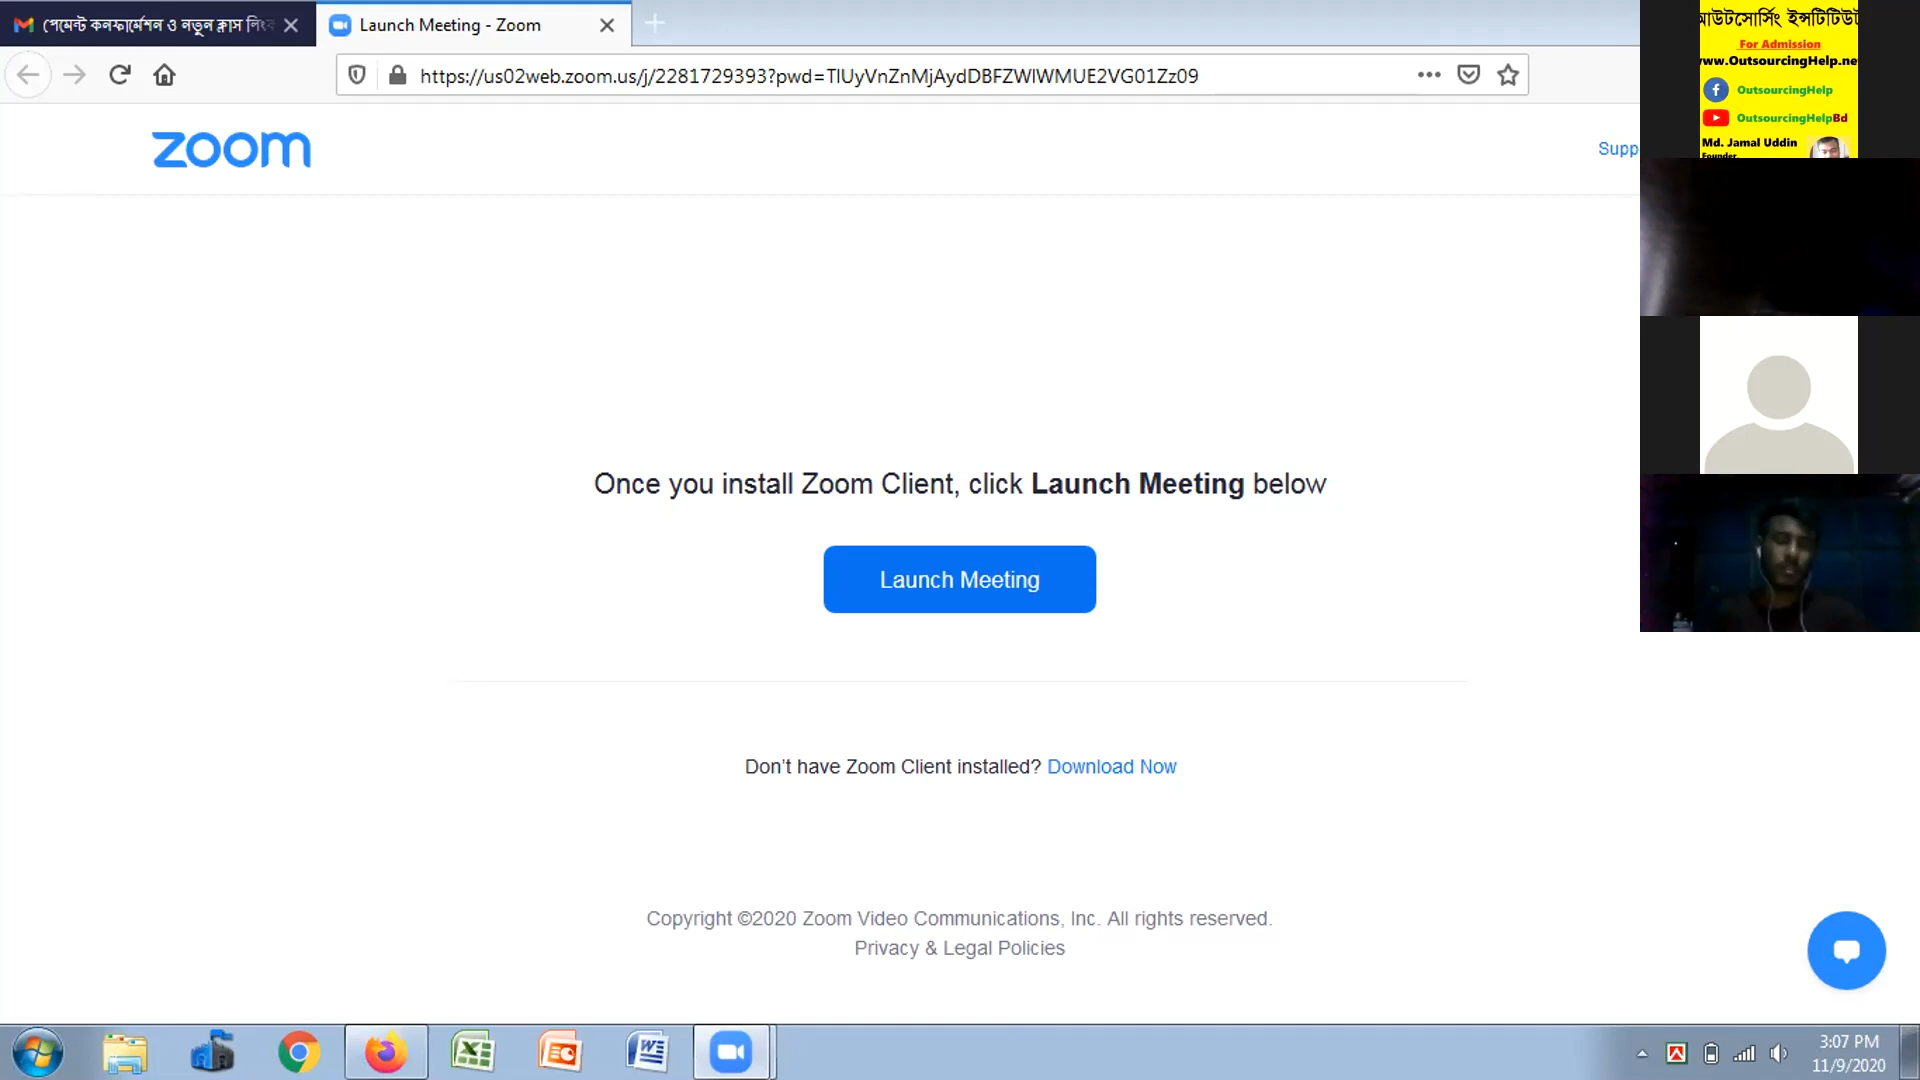 পেমেন্ট কনফার্মেশন ও নতুন ক্লাস লিংক
Launch Meeting - Zoom
https://us02web.zoom.us/j/2281729393?pwd=TlUyVnZnMjAydDBFZWlWMUE2VG01Zz09
zoom
Supp
Once you install Zoom Client, click Launch Meeting below
Launch Meeting
Don't have Zoom Client installed? Download Now
Copyright ©2020 Zoom Video Communications, Inc. All rights reserved.
Privacy & Legal Policies
আউটসোর্সিং ইন্সটিটিউট
For Admission
www.OutsourcingHelp.ne
OutsourcingHelp
OutsourcingHelpBd
Md. Jamal Uddin
Founder
3:07 PM
11/9/2020